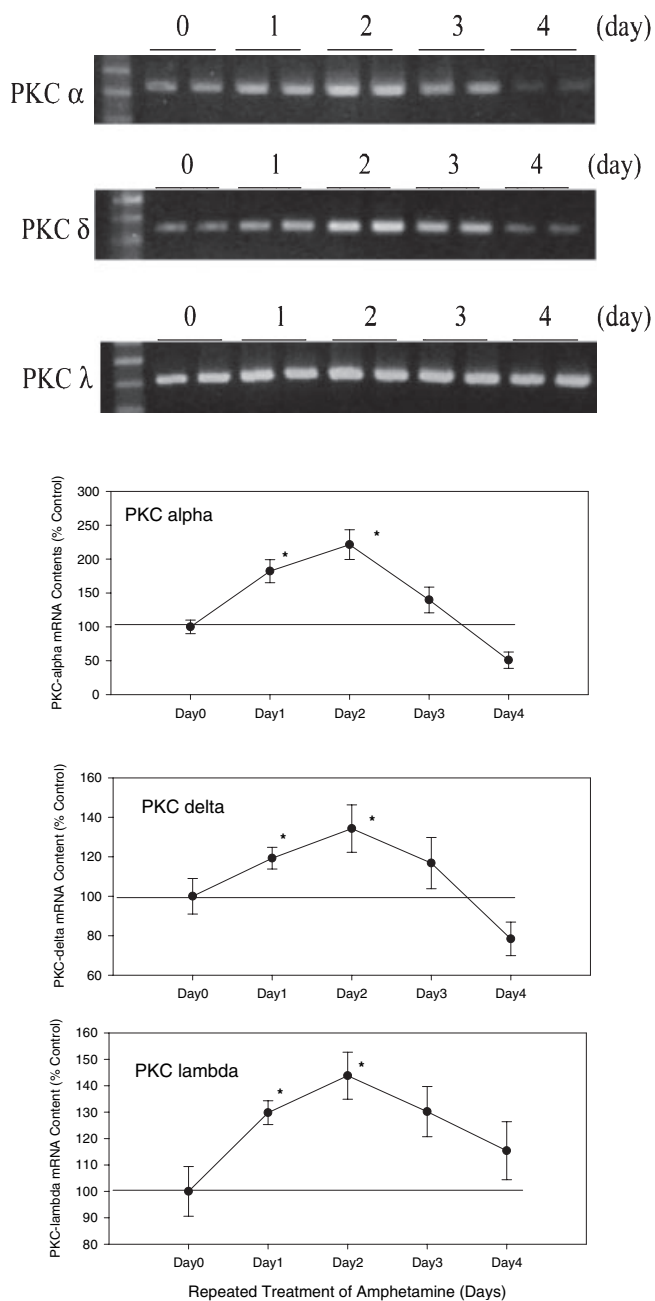 0 1 2 3 4 (day)
PKC α
0 1 2 3 4 (day)
PKC δ
0 1 2 3 4 (day)
PKC λ
PKC-alpha mRNA Contents (% Control)
300
250
200
150
100
50
0
PKC alpha
*
*
Day0 Day1 Day2 Day3 Day4
PKC-delta mRNA Content (% Control)
160
140
120
100
80
60
PKC delta
*
*
Day0 Day1 Day2 Day3 Day4
PKC-lambda mRNA Content (% Control)
160
150
140
130
120
110
100
90
80
PKC lambda
*
*
Day0 Day1 Day2 Day3 Day4
Repeated Treatment of Amphetamine (Days)